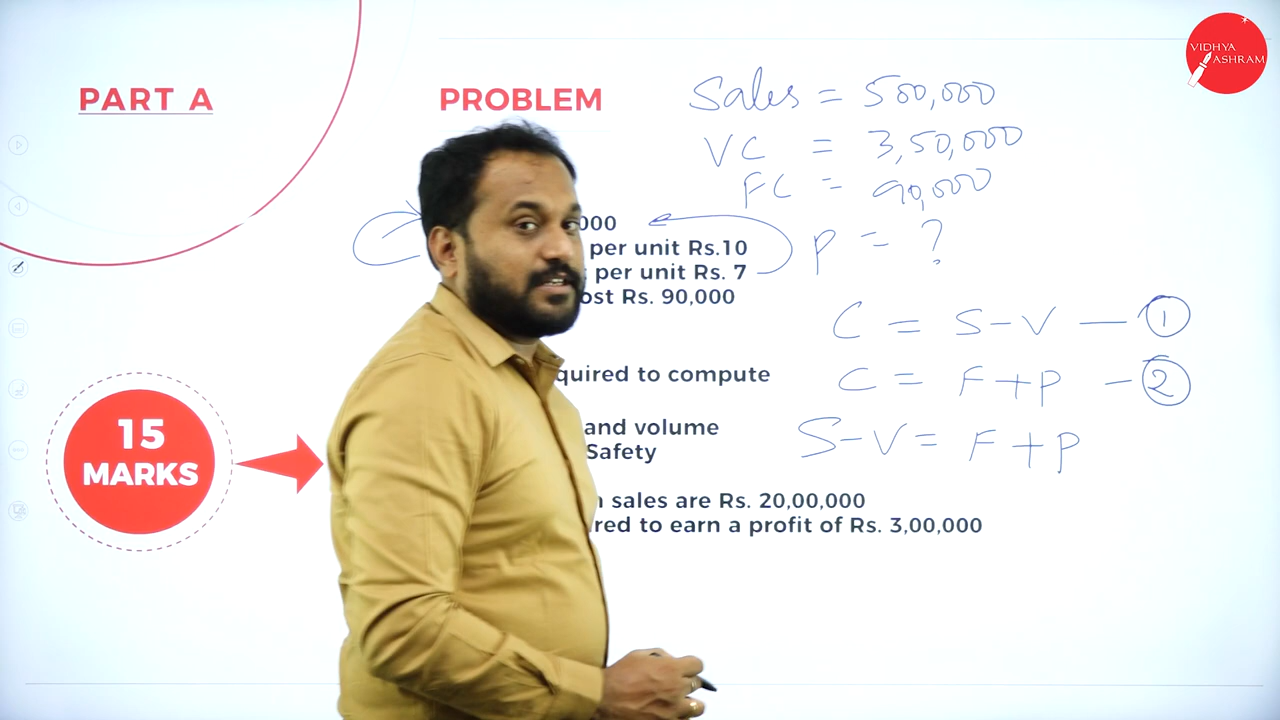 VIDHYA
ASHRAM
PART A
PROBLEM
Sales = 500,000
VC = 3,50,000
FC = 90,000
P = ?
000
per unit Rs.10
per unit Rs. 7
ost Rs. 90,000
C = S-V — 1
C = F+P - 2
S-V = F+P
quired to compute
and volume
Safety
15
MARKS
sales are Rs. 20,00,000
red to earn a profit of Rs. 3,00,000